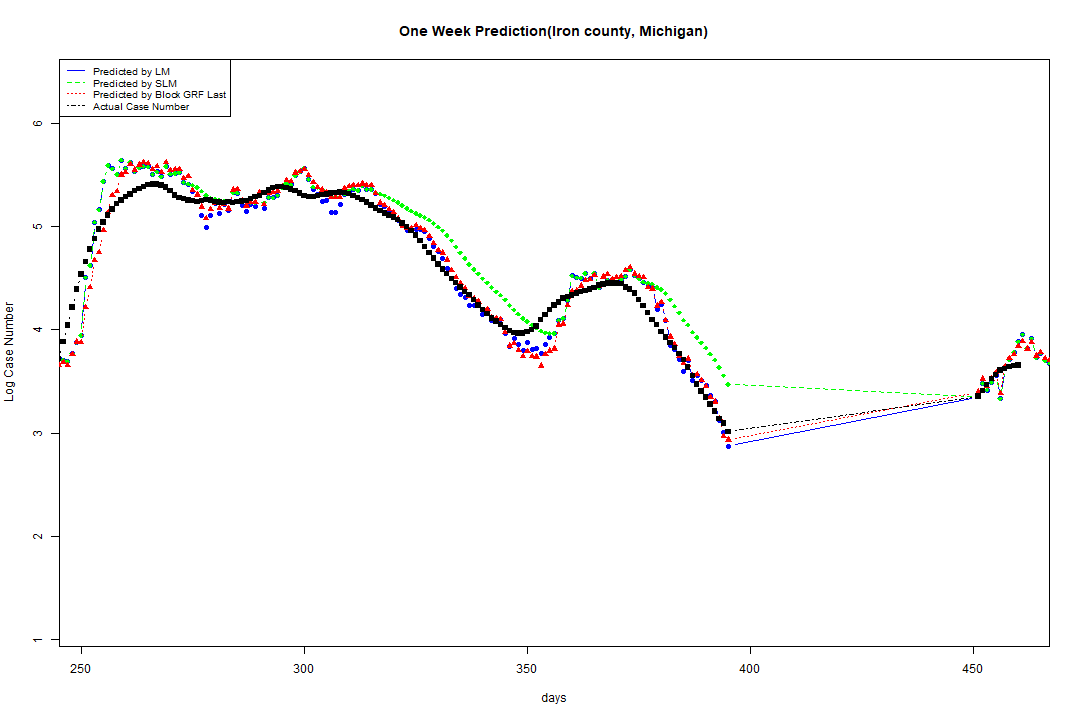 One Week Prediction(Iron county, Michigan)
Predicted by LM
Predicted by SLM
Predicted by Block GRF Last
Actual Case Number
6
5
4
3
2
1
Log Case Number
250 300 350 400 450
days